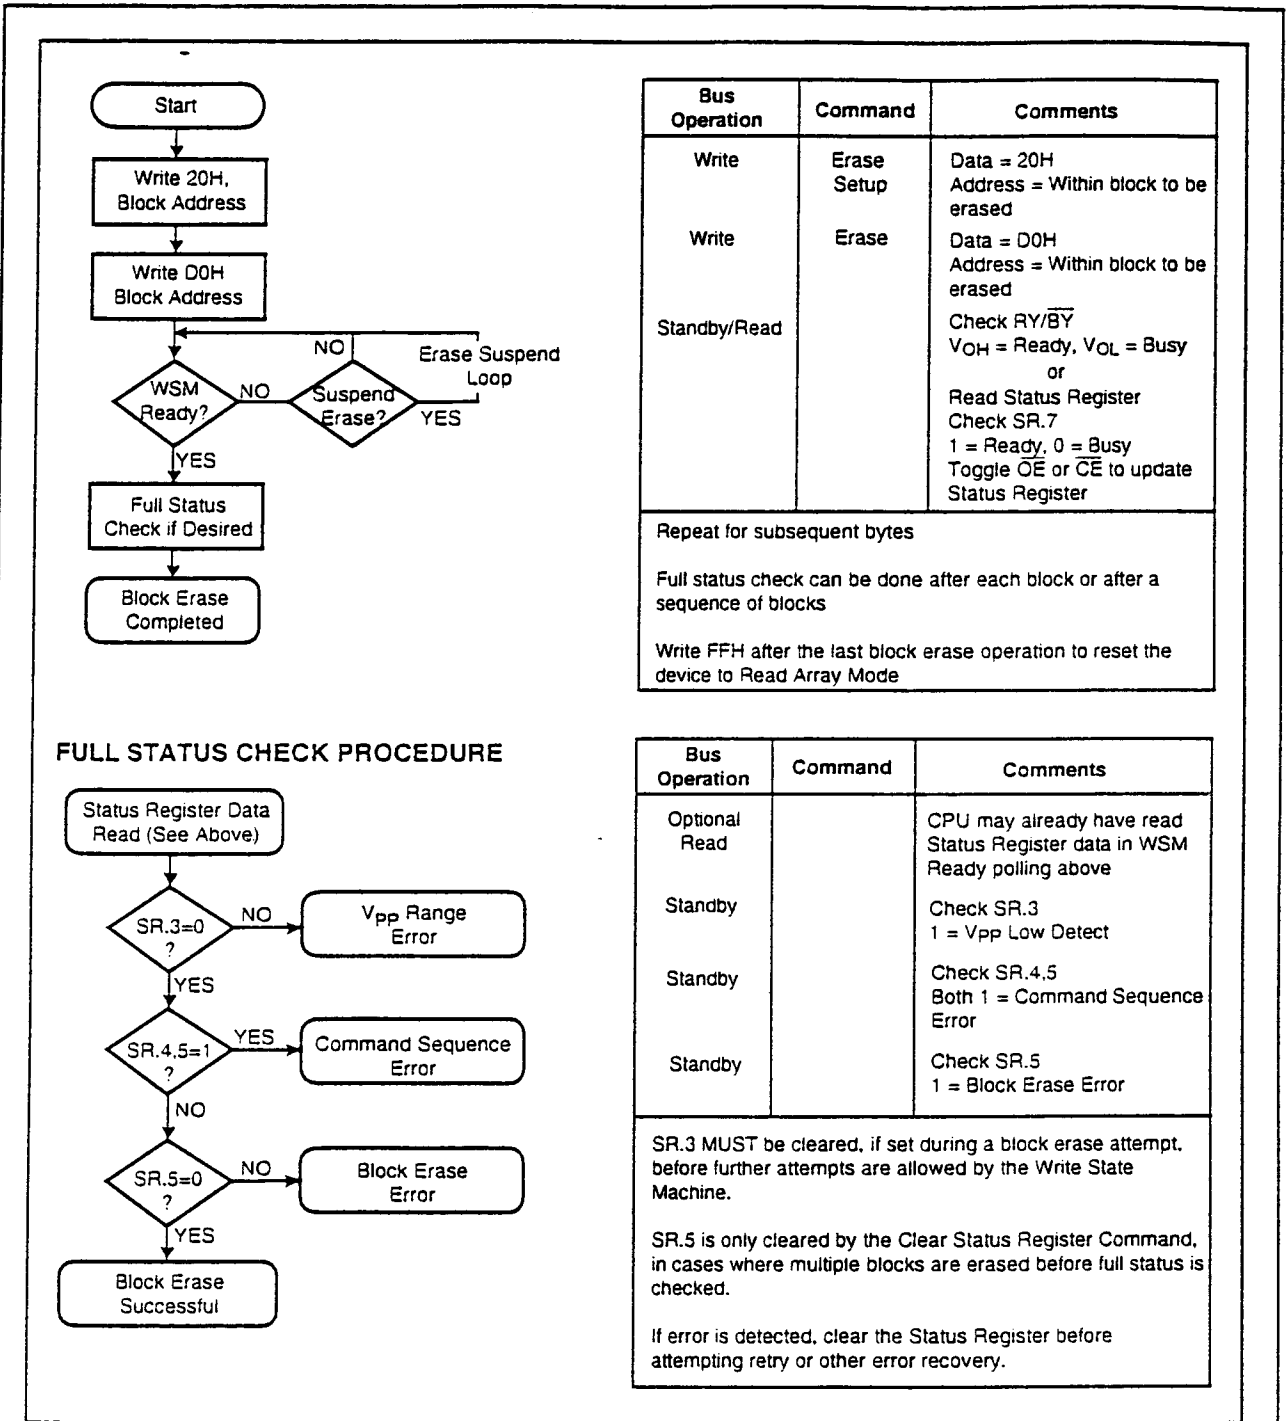 Start
Write 20H,
Block Address
Write D0H
Block Address
NO
Erase Suspend
Loop
WSM
Ready?
NO
Suspend
Erase?
YES
YES
Full Status
Check if Desired
Block Erase
Completed
Bus
Operation
Command
Comments
Write
Erase
Setup
Data = 20H
Address = Within block to be
erased
Write
Erase
Data = D0H
Address = Within block to be
erased
Standby/Read
Check RY/B̅Y̅
VOH = Ready, VOL = Busy
or
Read Status Register
Check SR.7
1 = Ready, 0 = Busy
Toggle O̅E̅ or C̅E̅ to update
Status Register
Repeat for subsequent bytes
Full status check can be done after each block or after a
sequence of blocks
Write FFH after the last block erase operation to reset the
device to Read Array Mode
FULL STATUS CHECK PROCEDURE
Status Register Data
Read (See Above)
SR.3=0
?
NO
VPP Range
Error
YES
SR.4,5=1
?
YES
Command Sequence
Error
NO
SR.5=0
?
NO
Block Erase
Error
YES
Block Erase
Successful
Bus
Operation
Command
Comments
Optional
Read
CPU may already have read
Status Register data in WSM
Ready polling above
Standby
Check SR.3
1 = VPP Low Detect
Standby
Check SR.4,5
Both 1 = Command Sequence
Error
Standby
Check SR.5
1 = Block Erase Error
SR.3 MUST be cleared, if set during a block erase attempt,
before further attempts are allowed by the Write State
Machine.
SR.5 is only cleared by the Clear Status Register Command,
in cases where multiple blocks are erased before full status is
checked.
If error is detected, clear the Status Register before
attempting retry or other error recovery.